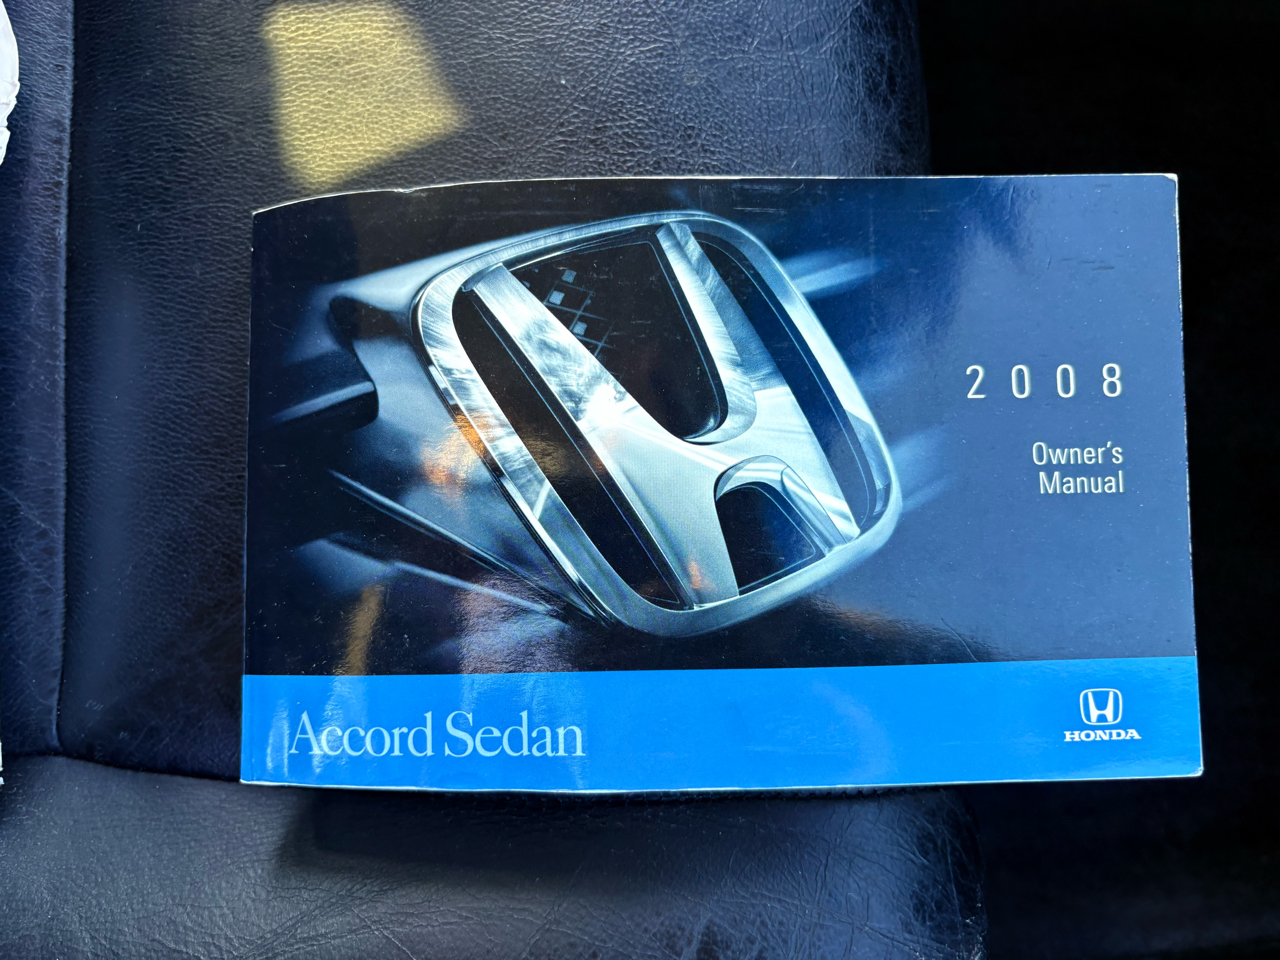 2008
Owner's
Manual
Accord Sedan
HONDA